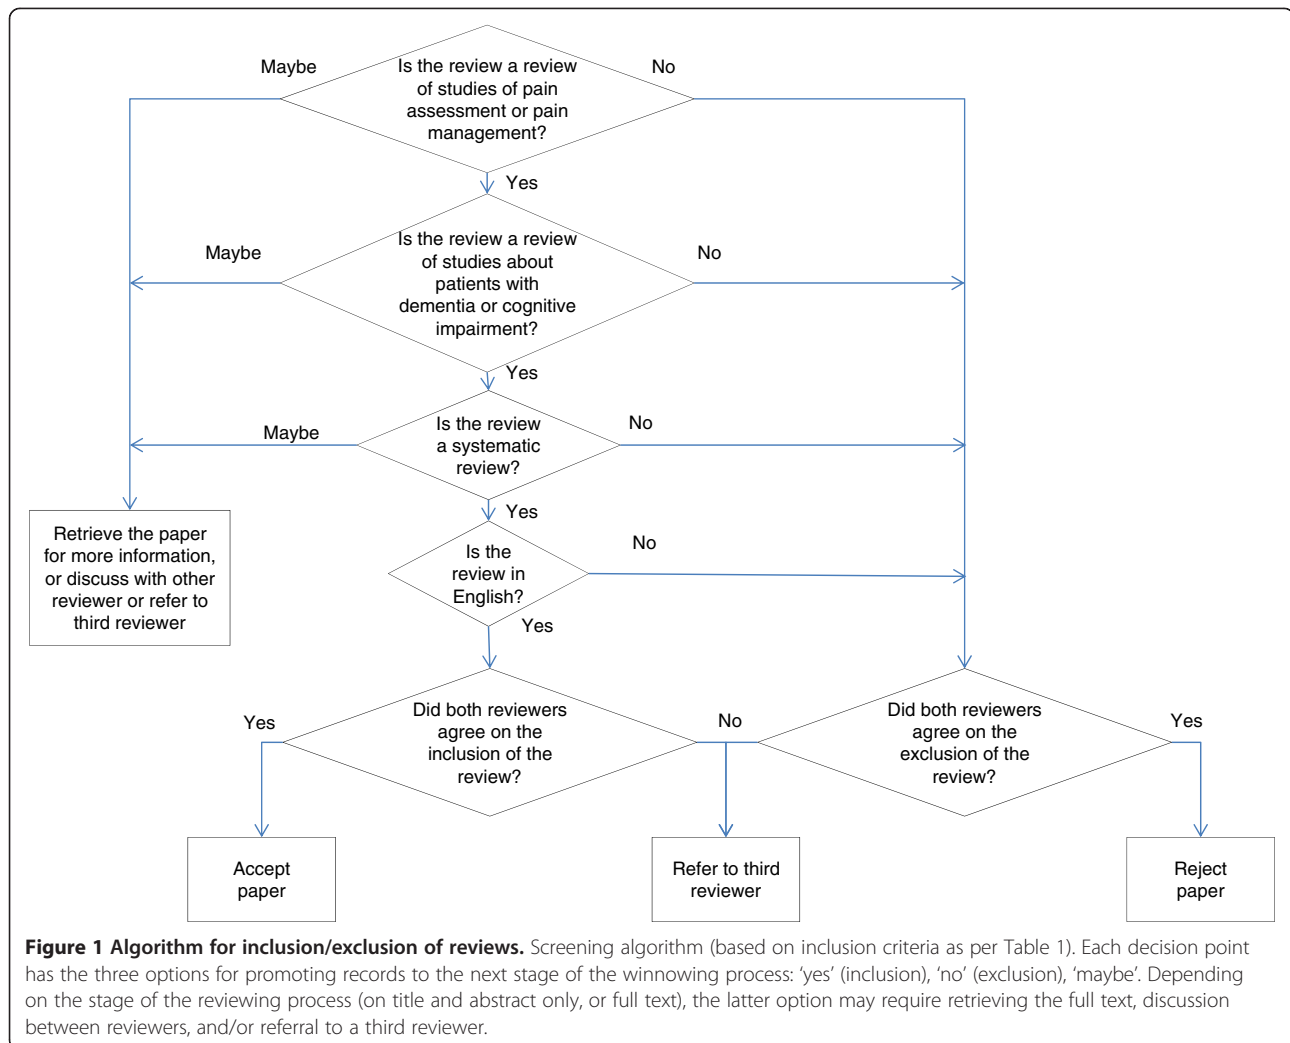 Maybe
Is the review a review
of studies of pain
assessment or pain
management?
No
Yes
Maybe
Is the review a review
of studies about
patients with
dementia or cognitive
impairment?
No
Yes
Maybe
Is the review
a systematic
review?
No
Yes
Retrieve the paper
for more information,
or discuss with other
reviewer or refer to
third reviewer
Is the
review in
English?
No
Yes
Yes
Did both reviewers
agree on the
inclusion of the
review?
No
Did both reviewers
agree on the
exclusion of the
review?
Yes
Accept
paper
Refer to third
reviewer
Reject
paper
Figure 1 Algorithm for inclusion/exclusion of reviews. Screening algorithm (based on inclusion criteria as per Table 1). Each decision point
has the three options for promoting records to the next stage of the winnowing process: ‘yes’ (inclusion), ‘no’ (exclusion), ‘maybe’. Depending
on the stage of the reviewing process (on title and abstract only, or full text), the latter option may require retrieving the full text, discussion
between reviewers, and/or referral to a third reviewer.